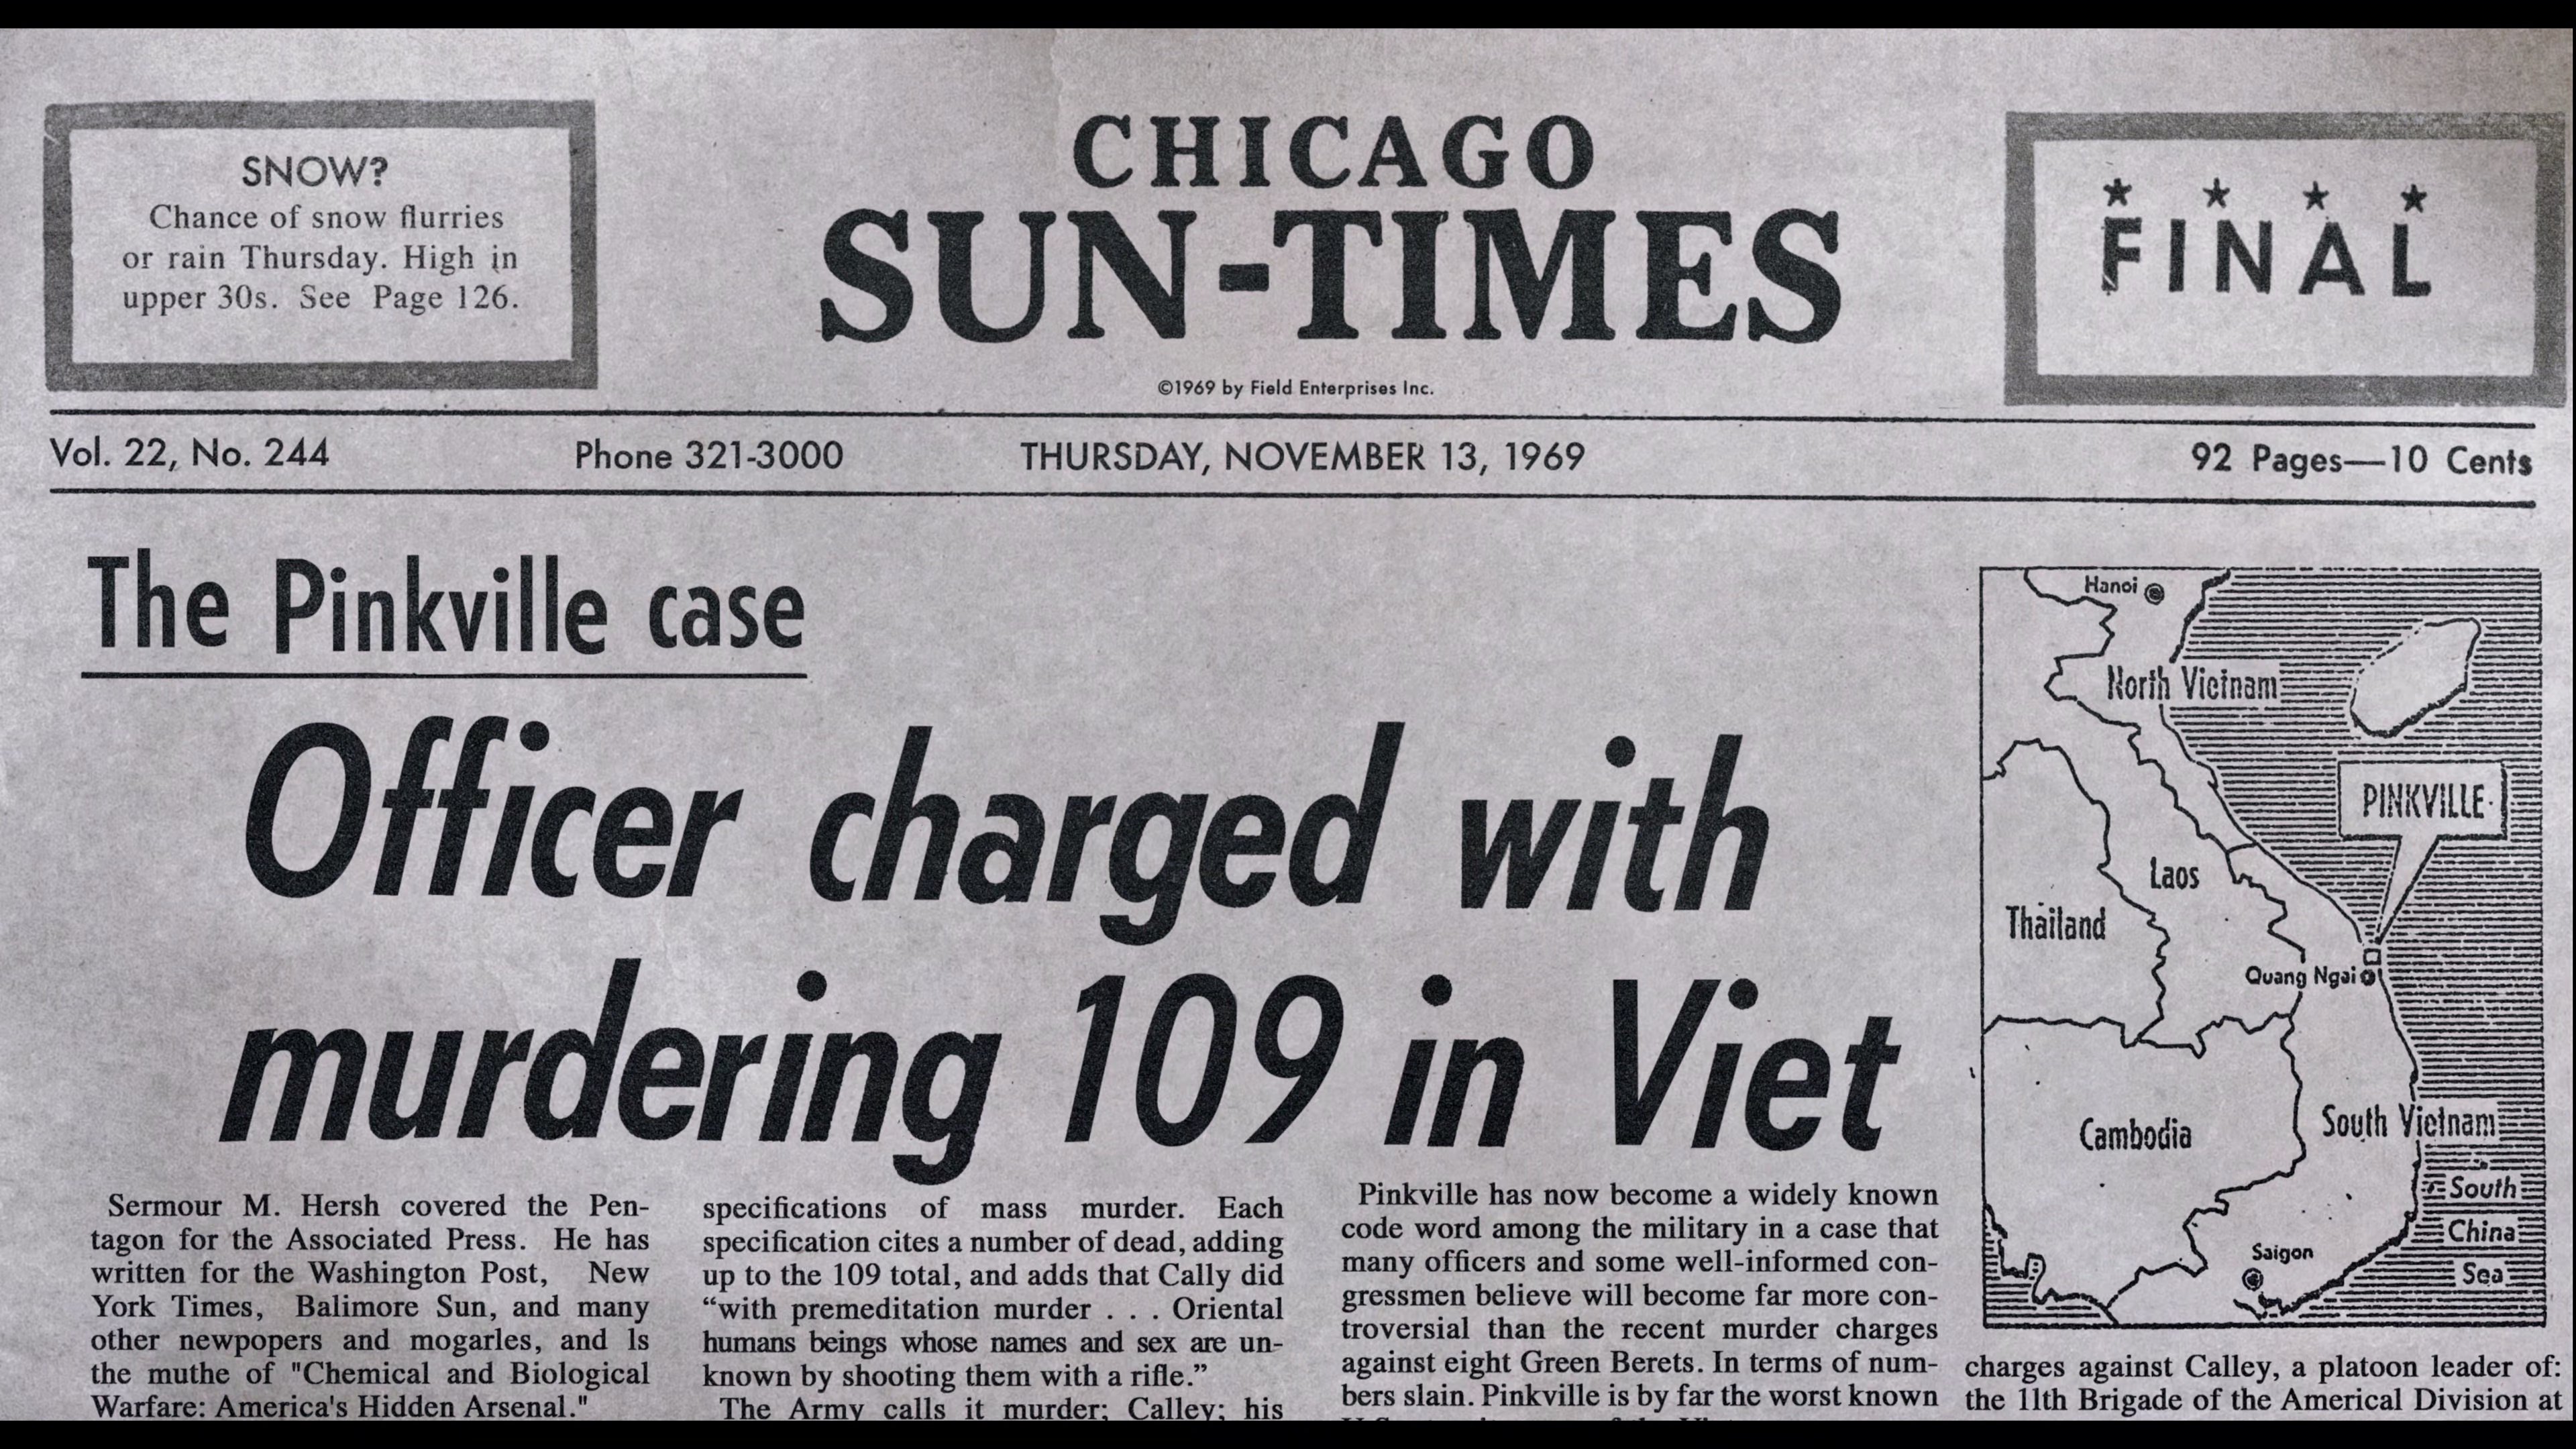 SNOW?
Chance of snow flurries
or rain Thursday. High in
upper 30s. See Page 126.
CHICAGO
SUN-TIMES
©1969 by Field Enterprises Inc.
FINAL
Vol. 22, No. 244
Phone 321-3000
THURSDAY, NOVEMBER 13, 1969
92 Pages—10 Cents
The Pinkville case
Officer charged with
murdering 109 in Viet
Sermour M. Hersh covered the Pen-
tagon for the Associated Press. He has
written for the Washington Post, New
York Times, Balimore Sun, and many
other newpopers and mogarles, and ls
the muthe of "Chemical and Biological
Warfare: America's Hidden Arsenal."
specifications of mass murder. Each
specification cites a number of dead, adding
up to the 109 total, and adds that Cally did
“with premeditation murder . . . Oriental
humans beings whose names and sex are un-
known by shooting them with a rifle.”
The Army calls it murder; Calley; his
Pinkville has now become a widely known
code word among the military in a case that
many officers and some well-informed con-
gressmen believe will become far more con-
troversial than the recent murder charges
against eight Green Berets. In terms of num-
bers slain. Pinkville is by far the worst known
Hanoi
North Vietnam
PINKVILLE
Laos
Thailand
Quang Ngai
Cambodia
South Vietnam
South
China
Sea
Saigon
charges against Calley, a platoon leader of:
the 11th Brigade of the Americal Division at